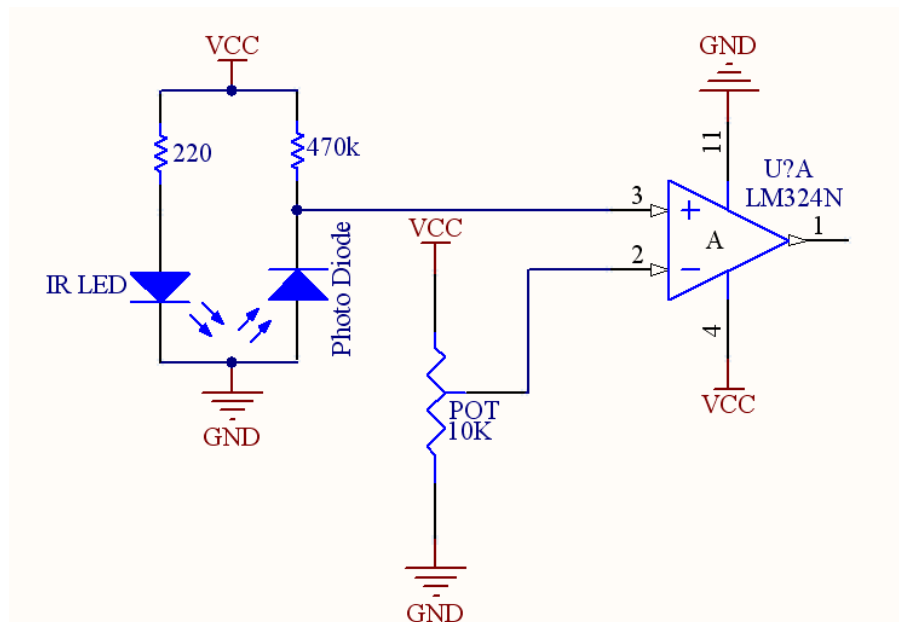 VCC
GND
220
470k
11
U?A
LM324N
3
1
VCC
2
A
IR LED
Photo Diode
4
VCC
POT
10K
GND
GND